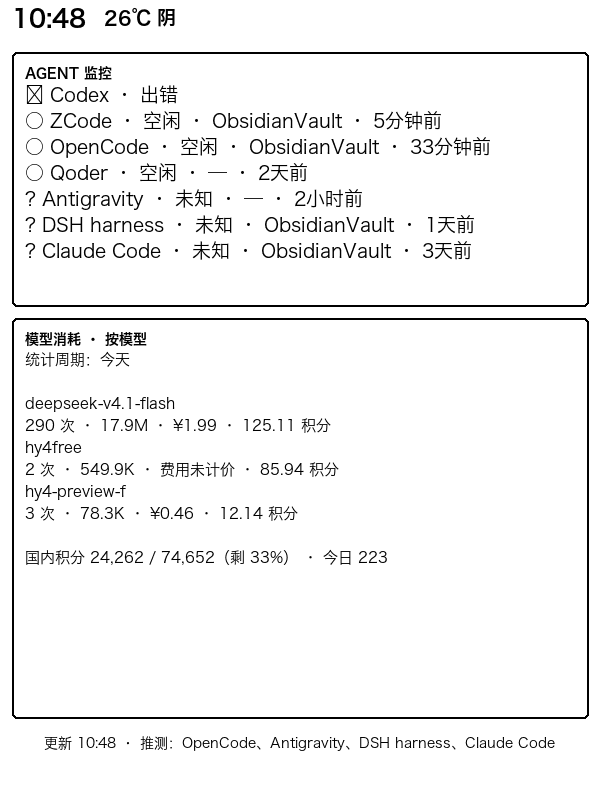 10:48 26℃ 阴
AGENT 监控
☒ Codex · 出错
○ ZCode · 空闲 · ObsidianVault · 5分钟前
○ OpenCode · 空闲 · ObsidianVault · 33分钟前
○ Qoder · 空闲 · — · 2天前
? Antigravity · 未知 · — · 2小时前
? DSH harness · 未知 · ObsidianVault · 1天前
? Claude Code · 未知 · ObsidianVault · 3天前
模型消耗 · 按模型
统计周期：今天
deepseek-v4.1-flash
290 次 · 17.9M · ¥1.99 · 125.11 积分
hy4free
2 次 · 549.9K · 费用未计价 · 85.94 积分
hy4-preview-f
3 次 · 78.3K · ¥0.46 · 12.14 积分
国内积分 24,262 / 74,652（剩 33%） · 今日 223
更新 10:48 · 推测：OpenCode、Antigravity、DSH harness、Claude Code